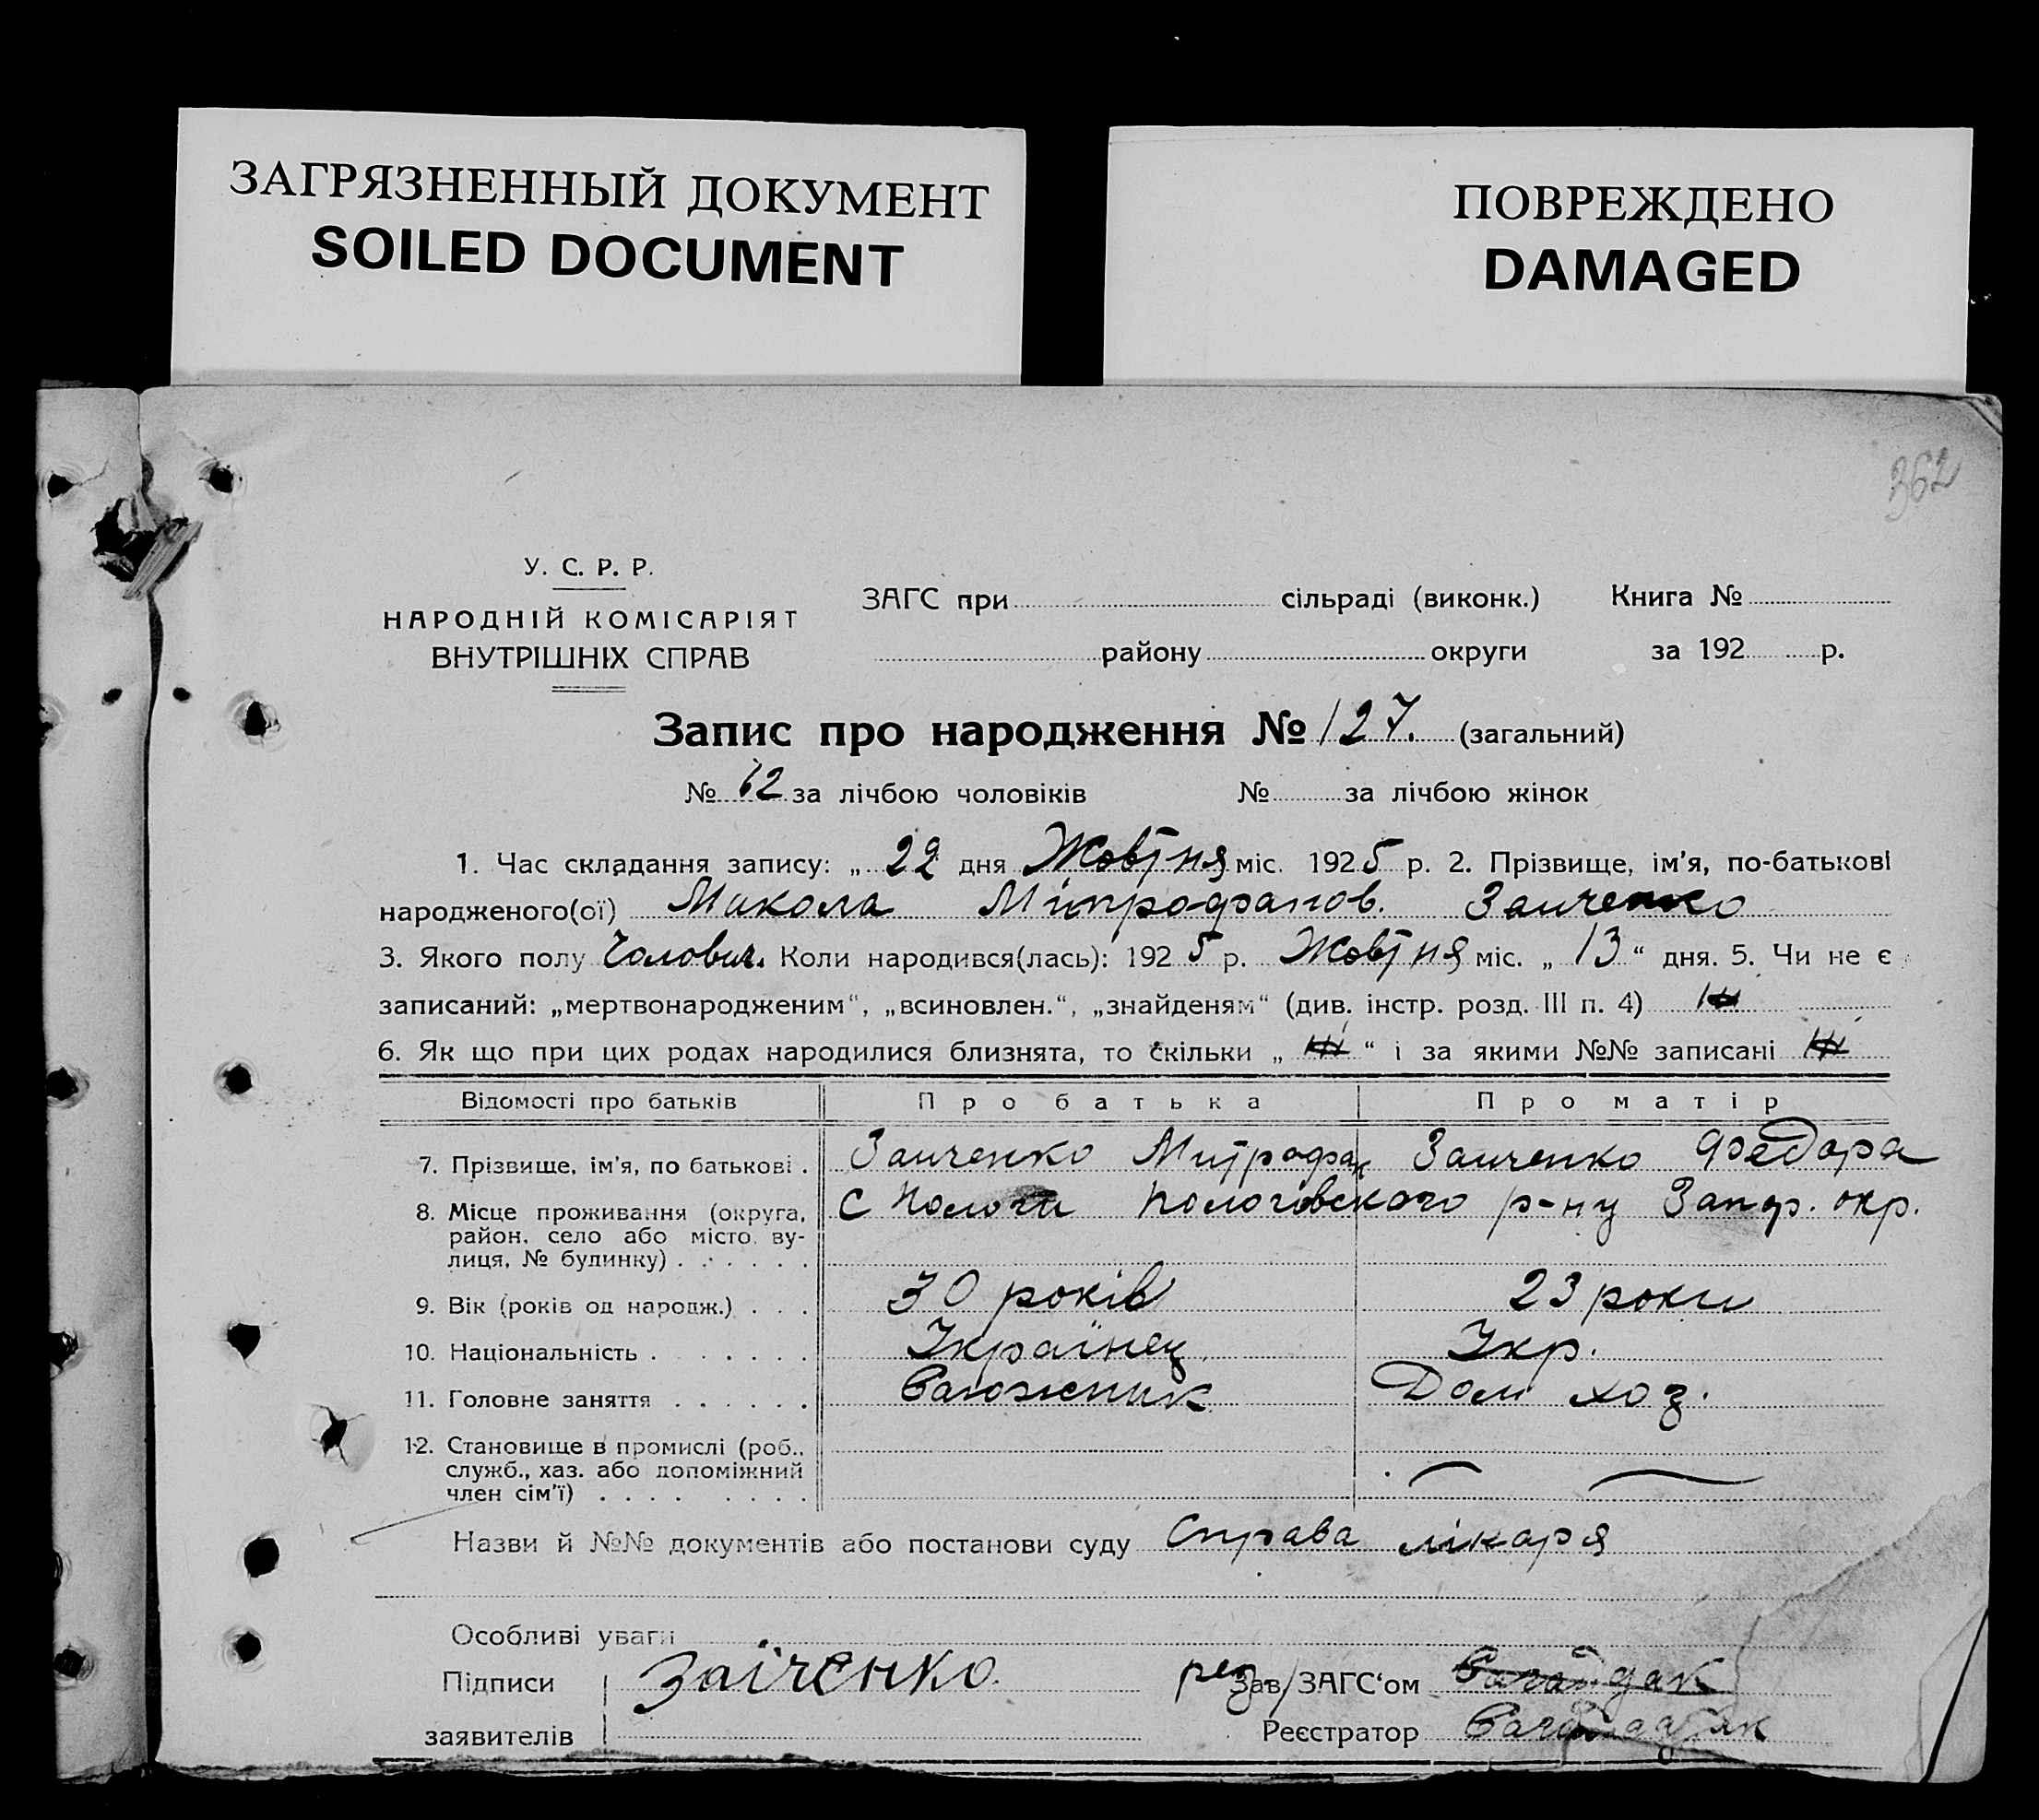 ЗАГРЯЗНЕННЫЙ ДОКУМЕНТ
SOILED DOCUMENT
ПОВРЕЖДЕНО
DAMAGED
362
У. С. Р. Р.
НАРОДНІЙ КОМІСАРІЯТ
ВНУТРІШНІХ СПРАВ
ЗАГС при сільраді (виконк.) Книга №
району округи за 192 р.
Запис про народження № 127. (загальний)
№ 62 за лічбою чоловіків № за лічбою жінок
1. Час складання запису: „ 22 дня Жовтня міс. 1925 р. 2. Прізвище, ім'я, по-батькові
народженого(ої) Микола Митрофанов. Заиченко
3. Якого полу Чолович. Коли народився(лась): 1925 р. Жовтня міс. „ 13 “ дня. 5. Чи не є
записаний: „мертвонародженим“, „всиновлен.“, „знайденям“ (див. інстр. розд. III п. 4)
6. Як що при цих родах народилися близнята, то скільки „ “ і за якими №№ записані
Відомості про батьків Про батька Про матір
7. Прізвище, ім'я, по батькові . Заиченко Митрофан Заиченко Федора
8. Місце проживання (округа, С Пологи Пологовского р-ну Запор. окр.
район, село або місто, ву-
лиця, № будинку) . . . . . .
9. Вік (років од народж.) . . . 30 років 23 роки
10. Національність . . . . . . . Українец Укр.
11. Головне заняття . . . . . . Сапожник Дом хоз.
12. Становище в промислі (роб.,
служб., хаз. або допоміжний
член сім'ї) . . . . . . . .
Назви й №№ документів або постанови суду Справа лікаря
Особливі уваги
Підписи Заіченко. Зав/ЗАГС'ом
заявителів Реєстратор